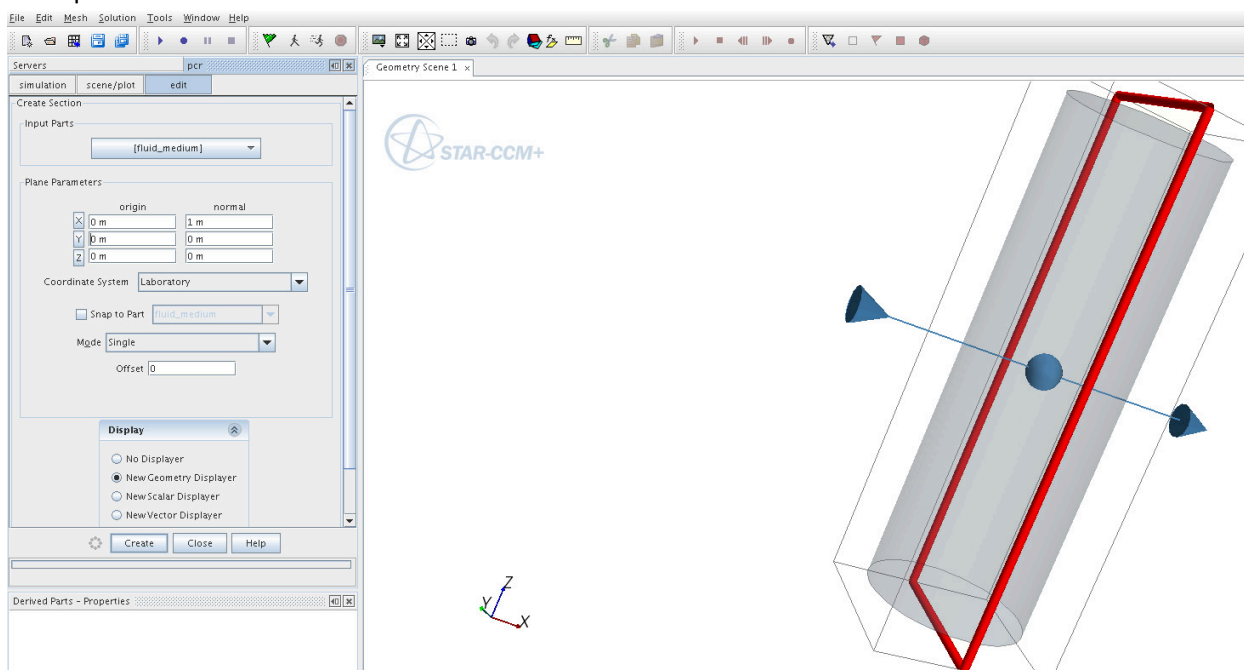 File Edit Mesh Solution Tools Window Help
Servers pcr
Geometry Scene 1 x
simulation scene/plot edit
Create Section
Input Parts
[fluid_medium]
Plane Parameters
origin normal
X 0 m 1 m
Y 0 m 0 m
Z 0 m 0 m
Coordinate System Laboratory
Snap to Part fluid_medium
Mode Single
Offset 0
Display
No Displayer
New Geometry Displayer
New Scalar Displayer
New Vector Displayer
Create Close Help
Derived Parts - Properties
STAR-CCM+
Z
Y
X